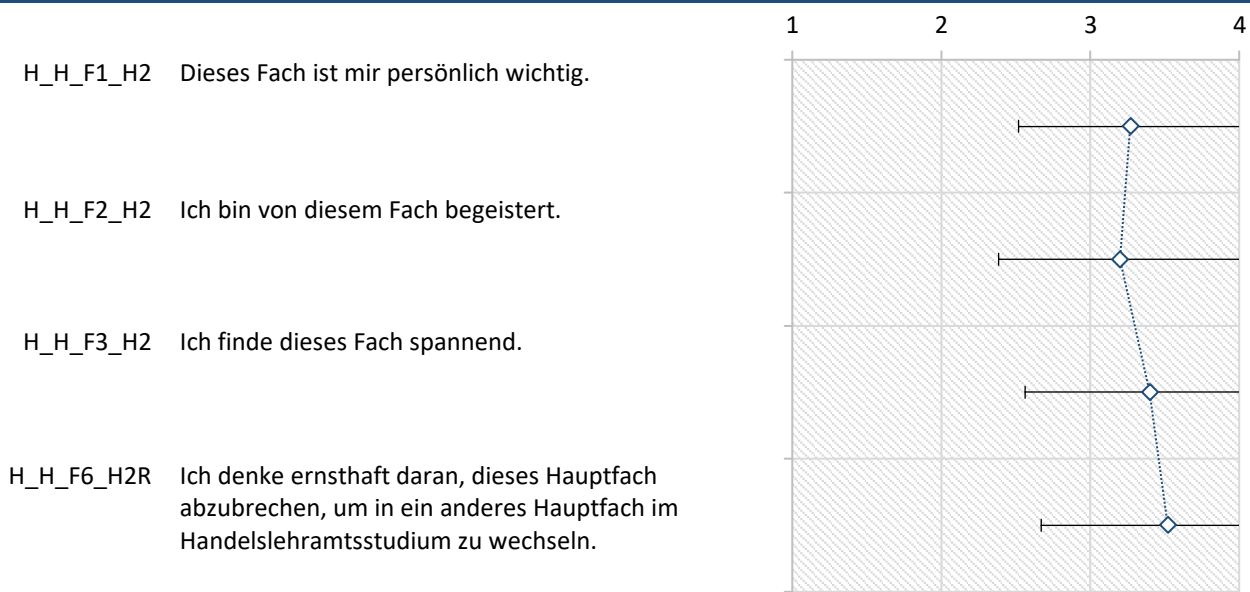 1 2 3 4
H_H_F1_H2 Dieses Fach ist mir persönlich wichtig.
H_H_F2_H2 Ich bin von diesem Fach begeistert.
H_H_F3_H2 Ich finde dieses Fach spannend.
H_H_F6_H2R Ich denke ernsthaft daran, dieses Hauptfach
abzubrechen, um in ein anderes Hauptfach im
Handelslehramtsstudium zu wechseln.